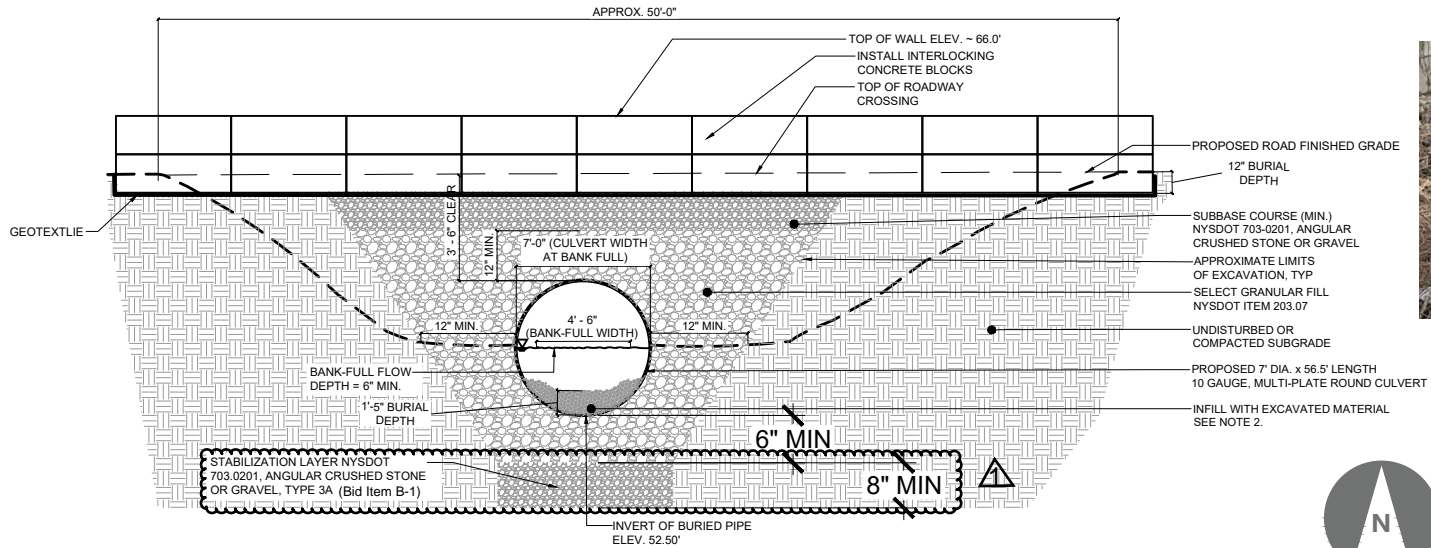 APPROX. 50'-0"
TOP OF WALL ELEV. ~ 66.0'
INSTALL INTERLOCKING
CONCRETE BLOCKS
TOP OF ROADWAY
CROSSING
PROPOSED ROAD FINISHED GRADE
12" BURIAL
DEPTH
GEOTEXTLIE
3' - 6" CLEAR
12" MIN.
7'-0" (CULVERT WIDTH
AT BANK FULL)
SUBBASE COURSE (MIN.)
NYSDOT 703-0201, ANGULAR
CRUSHED STONE OR GRAVEL
APPROXIMATE LIMITS
OF EXCAVATION, TYP
SELECT GRANULAR FILL
NYSDOT ITEM 203.07
12" MIN.
4' - 6"
(BANK-FULL WIDTH)
12" MIN.
UNDISTURBED OR
COMPACTED SUBGRADE
BANK-FULL FLOW
DEPTH = 6" MIN.
PROPOSED 7' DIA. x 56.5' LENGTH
10 GAUGE, MULTI-PLATE ROUND CULVERT
1'-5" BURIAL
DEPTH
INFILL WITH EXCAVATED MATERIAL
SEE NOTE 2.
6" MIN
STABILIZATION LAYER NYSDOT
703.0201, ANGULAR CRUSHED STONE
OR GRAVEL, TYPE 3A (Bid Item B-1)
8" MIN
1
INVERT OF BURIED PIPE
ELEV. 52.50'
N